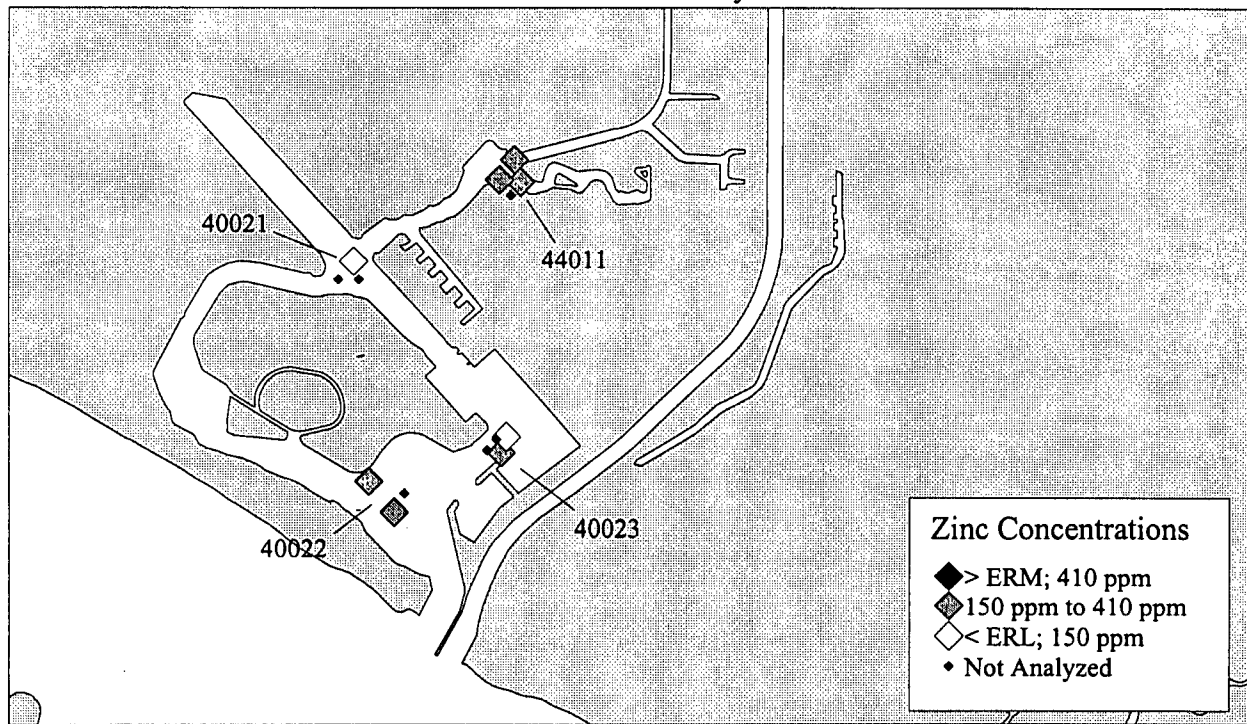 40021
44011
40022
40023
Zinc Concentrations
> ERM; 410 ppm
150 ppm to 410 ppm
< ERL; 150 ppm
Not Analyzed